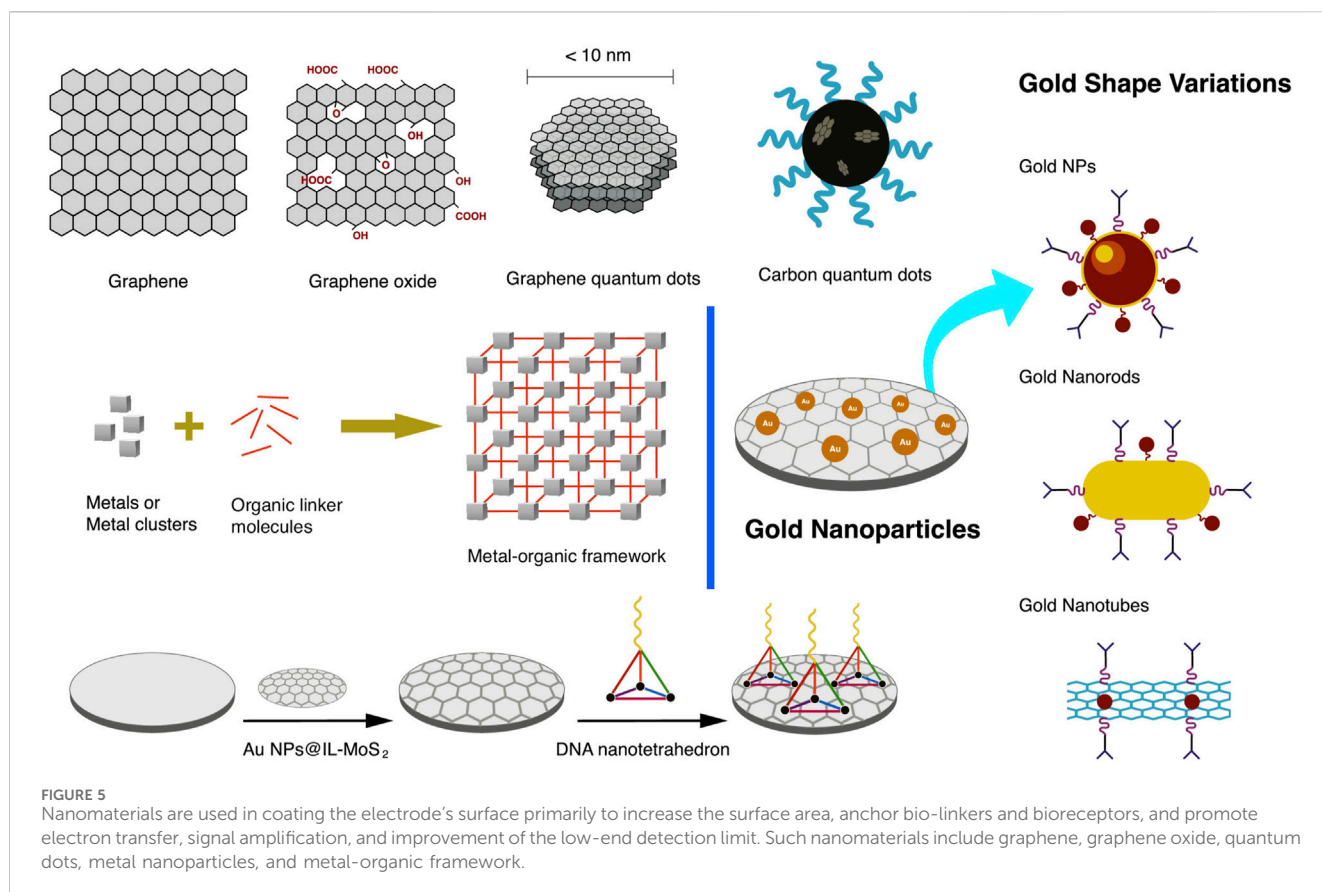 HOOC
HOOC
O
OH
O
HOOC
OH
COOH
OH
< 10 nm
Graphene
Graphene oxide
Graphene quantum dots
Carbon quantum dots
Gold Shape Variations
Gold NPs
Metals or
Metal clusters
Organic linker
molecules
Metal-organic framework
Au
Au
Au
Au
Au
Au
Au
Gold Nanoparticles
Gold Nanorods
Gold Nanotubes
Au NPs@IL-MoS₂
DNA nanotetrahedron
FIGURE 5
Nanomaterials are used in coating the electrode’s surface primarily to increase the surface area, anchor bio-linkers and bioreceptors, and promote
electron transfer, signal amplification, and improvement of the low-end detection limit. Such nanomaterials include graphene, graphene oxide, quantum
dots, metal nanoparticles, and metal-organic framework.